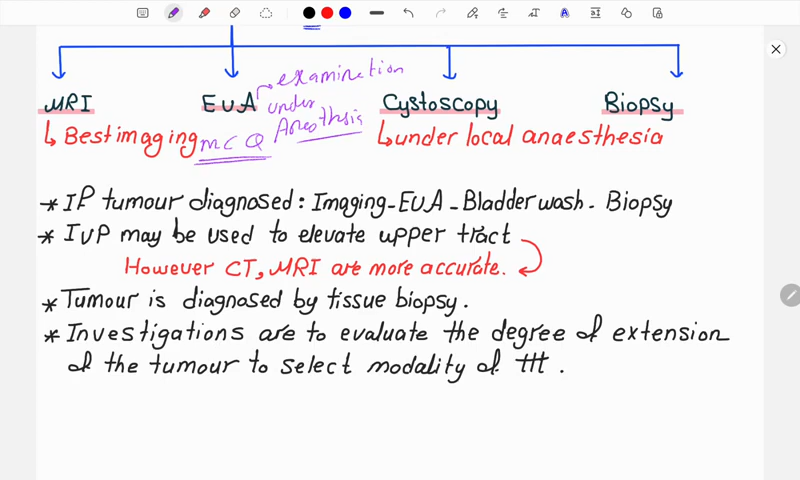 MRI EUA Cystoscopy Biopsy
examination under Anesthesia
↳ Best imaging MCQ ↳ under local anaesthesia
* IP tumour diagnosed: Imaging - EUA - Bladder wash - Biopsy
* IVP may be used to elevate upper tract
However CT, MRI are more accurate.
* Tumour is diagnosed by tissue biopsy.
* Investigations are to evaluate the degree of extension
of the tumour to select modality of ttt.